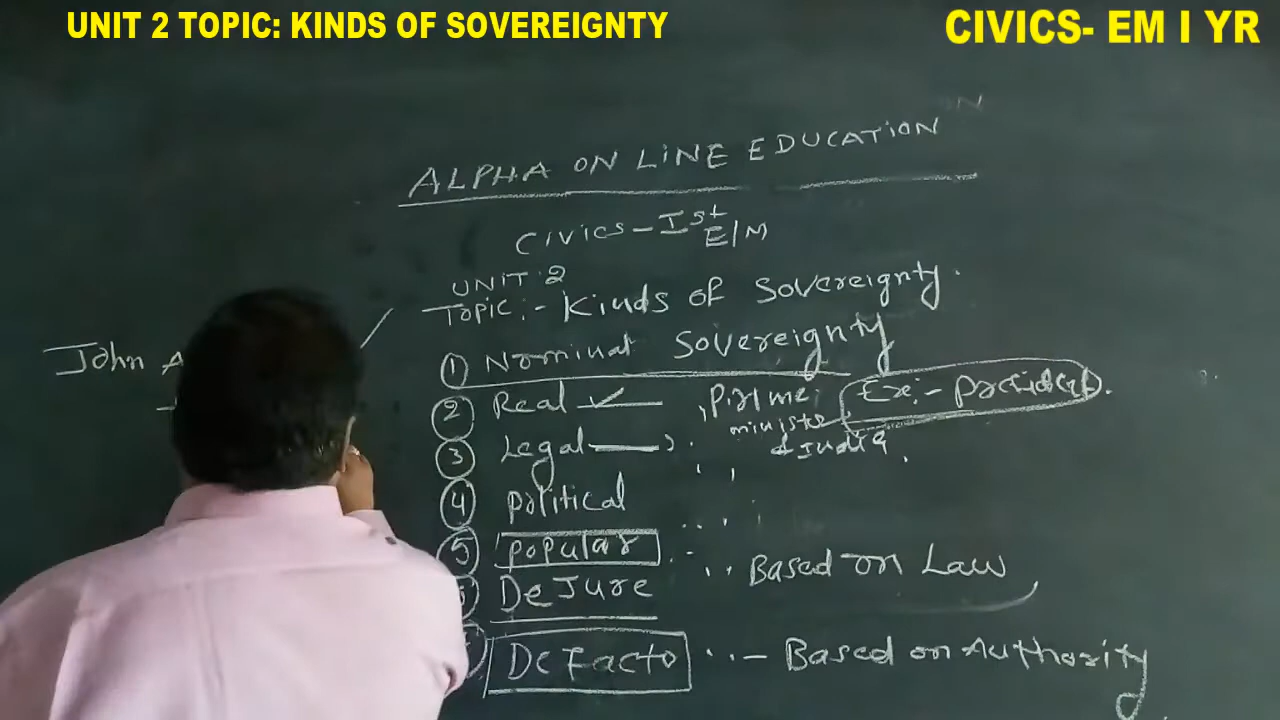 UNIT 2 TOPIC: KINDS OF SOVEREIGNTY
CIVICS- EM I YR
ALPHA ON LINE EDUCATION
CIVICS - Ist
E/M
UNIT 2
TOPIC:- Kinds of Sovereignty.
① Nominal Sovereignty
② Real Prime Ex:-
minister
③ Legal India
④ political
⑤ popular
DeJure Based on Law
DeFacto - Based on Authority
John A